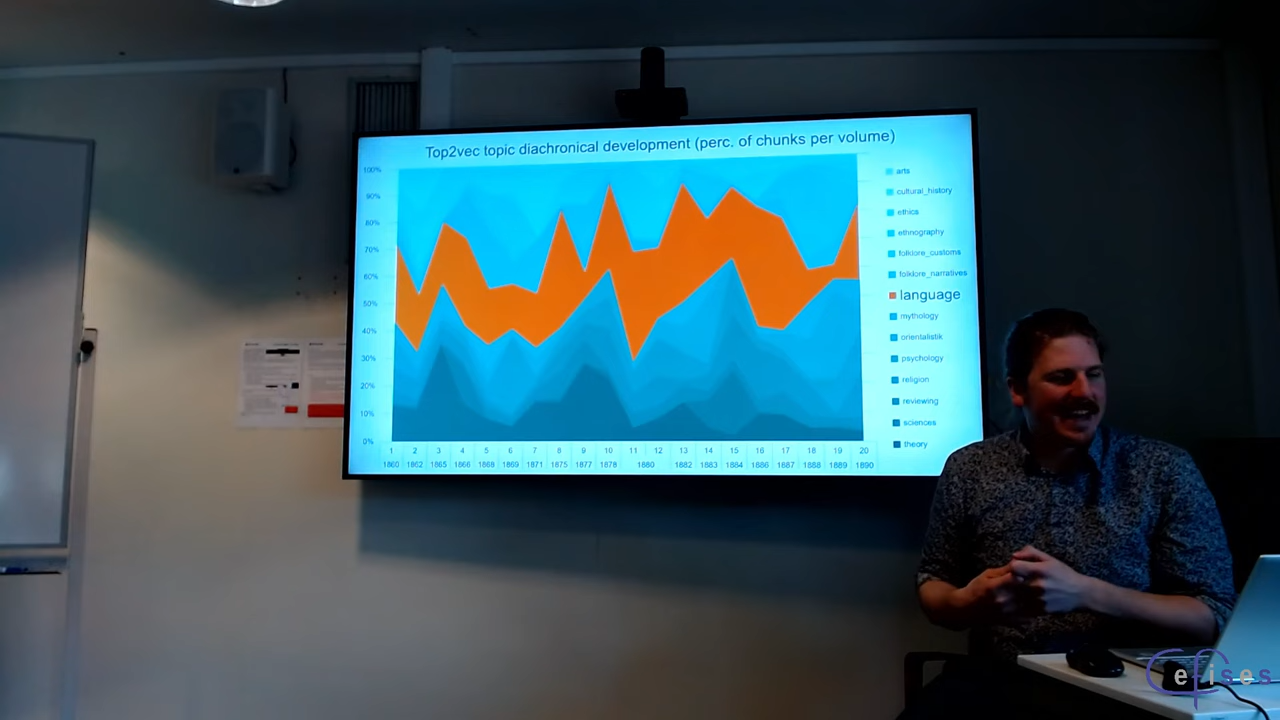 Top2vec topic diachronical development (perc. of chunks per volume)
100%
90%
80%
70%
60%
50%
40%
30%
20%
10%
0%
1 2 3 4 5 6 7 8 9 10 11 12 13 14 15 16 17 18 19 20
1860 1862 1865 1866 1868 1869 1871 1875 1877 1878 1880 1882 1883 1884 1886 1887 1888 1889 1890
arts
cultural_history
ethics
ethnography
folklore_customs
folklore_narratives
language
mythology
orientalistik
psychology
religion
reviewing
sciences
theory
Cefises